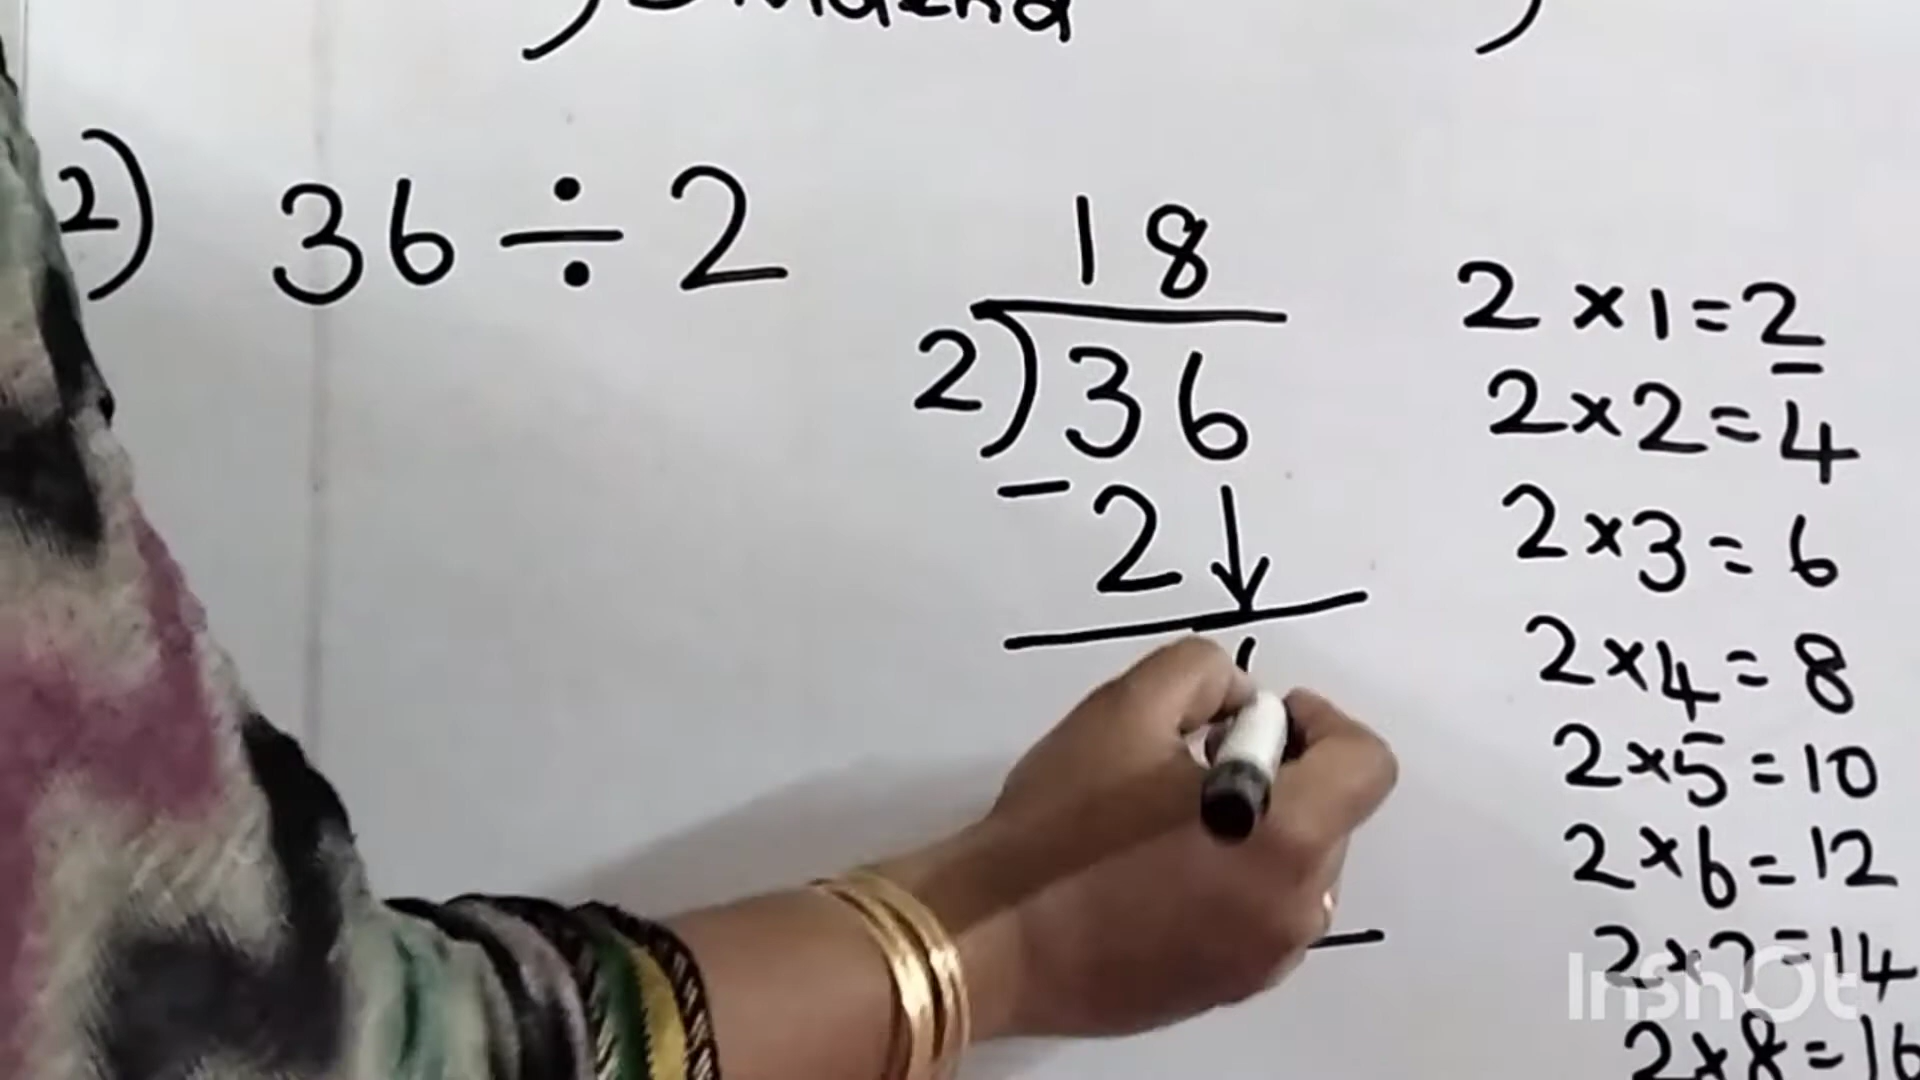 2) 36 ÷ 2
18
2)36
- 2↓
2 × 1 = 2
2 × 2 = 4
2 × 3 = 6
2 × 4 = 8
2 × 5 = 10
2 × 6 = 12
2 × 7 = 14
2 × 8 = 16
InShOt